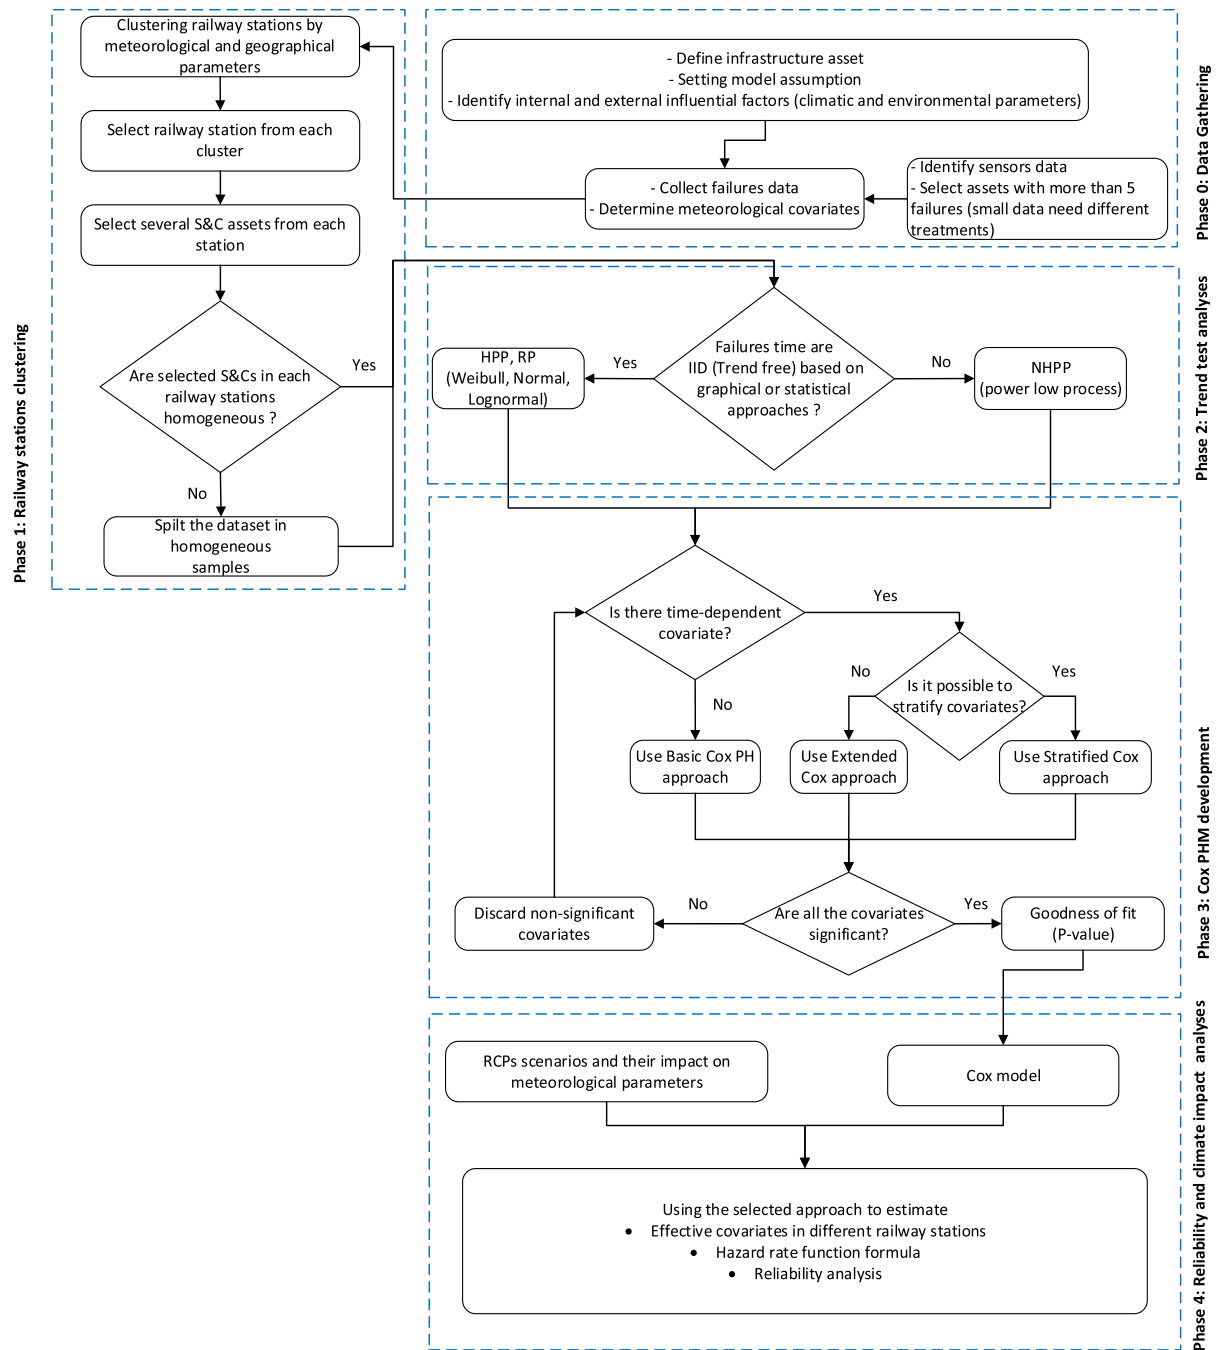 Phase 0: Data Gathering
- Define infrastructure asset
- Setting model assumption
- Identify internal and external influential factors (climatic and environmental parameters)
- Collect failures data
- Determine meteorological covariates
- Identify sensors data
- Select assets with more than 5
failures (small data need different
treatments)
Phase 1: Railway stations clustering
Clustering railway stations by
meteorological and geographical
parameters
Select railway station from each
cluster
Select several S&C assets from each
station
Are selected S&Cs in each
railway stations
homogeneous ?
Yes
No
Spilt the dataset in
homogeneous
samples
Phase 2: Trend test analyses
Failures time are
IID (Trend free) based on
graphical or statistical
approaches ?
Yes
No
HPP, RP
(Weibull, Normal,
Lognormal)
NHPP
(power low process)
Phase 3: Cox PHM development
Is there time-dependent
covariate?
Yes
No
Is it possible to
stratify covariates?
No
Yes
Use Basic Cox PH
approach
Use Extended
Cox approach
Use Stratified Cox
approach
Are all the covariates
significant?
No
Yes
Discard non-significant
covariates
Goodness of fit
(P-value)
Phase 4: Reliability and climate impact analyses
RCPs scenarios and their impact on
meteorological parameters
Cox model
Using the selected approach to estimate
● Effective covariates in different railway stations
● Hazard rate function formula
● Reliability analysis